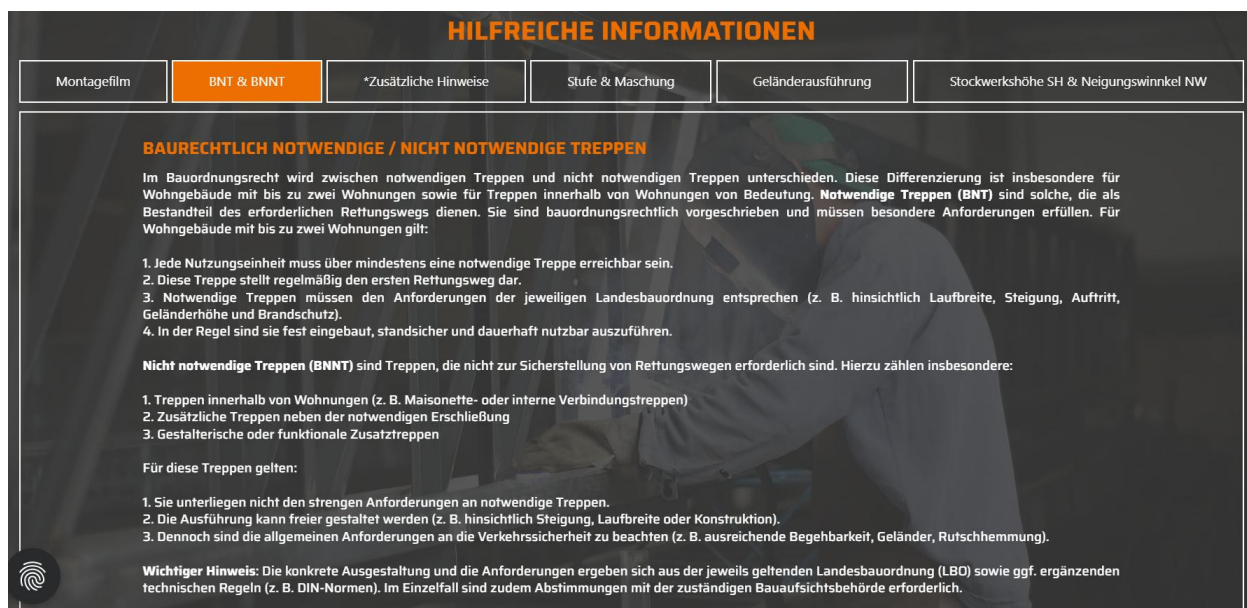 HILFREICHE INFORMATIONEN
Montagefilm
BNT & BNNT
*Zusätzliche Hinweise
Stufe & Maschung
Geländerausführung
Stockwerkshöhe SH & Neigungswinnkel NW
BAURECHTLICH NOTWENDIGE / NICHT NOTWENDIGE TREPPEN
Im Bauordnungsrecht wird zwischen notwendigen Treppen und nicht notwendigen Treppen unterschieden. Diese Differenzierung ist insbesondere für
Wohngebäude mit bis zu zwei Wohnungen sowie für Treppen innerhalb von Wohnungen von Bedeutung. Notwendige Treppen (BNT) sind solche, die als
Bestandteil des erforderlichen Rettungswegs dienen. Sie sind bauordnungsrechtlich vorgeschrieben und müssen besondere Anforderungen erfüllen. Für
Wohngebäude mit bis zu zwei Wohnungen gilt:
1. Jede Nutzungseinheit muss über mindestens eine notwendige Treppe erreichbar sein.
2. Diese Treppe stellt regelmäßig den ersten Rettungsweg dar.
3. Notwendige Treppen müssen den Anforderungen der jeweiligen Landesbauordnung entsprechen (z. B. hinsichtlich Laufbreite, Steigung, Auftritt,
Geländerhöhe und Brandschutz).
4. In der Regel sind sie fest eingebaut, standsicher und dauerhaft nutzbar auszuführen.
Nicht notwendige Treppen (BNNT) sind Treppen, die nicht zur Sicherstellung von Rettungswegen erforderlich sind. Hierzu zählen insbesondere:
1. Treppen innerhalb von Wohnungen (z. B. Maisonette- oder interne Verbindungstreppen)
2. Zusätzliche Treppen neben der notwendigen Erschließung
3. Gestalterische oder funktionale Zusatztreppen
Für diese Treppen gelten:
1. Sie unterliegen nicht den strengen Anforderungen an notwendige Treppen.
2. Die Ausführung kann freier gestaltet werden (z. B. hinsichtlich Steigung, Laufbreite oder Konstruktion).
3. Dennoch sind die allgemeinen Anforderungen an die Verkehrssicherheit zu beachten (z. B. ausreichende Begehbarkeit, Geländer, Rutschhemmung).
Wichtiger Hinweis: Die konkrete Ausgestaltung und die Anforderungen ergeben sich aus der jeweils geltenden Landesbauordnung (LBO) sowie ggf. ergänzenden
technischen Regeln (z. B. DIN-Normen). Im Einzelfall sind zudem Abstimmungen mit der zuständigen Bauaufsichtsbehörde erforderlich.